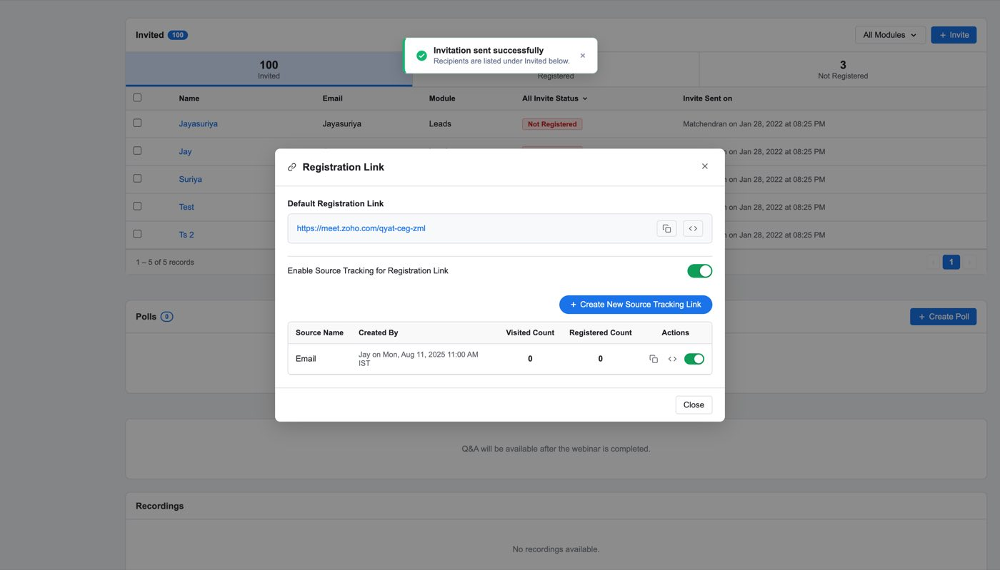 Invited 100
All Modules
+ Invite
Invitation sent successfully
Recipients are listed under Invited below.
100
Invited
Registered
3
Not Registered
Name Email Module All Invite Status Invite Sent on
Jayasuriya Jayasuriya Leads Not Registered Matchendran on Jan 28, 2022 at 08:25 PM
Jay on Jan 28, 2022 at 08:25 PM
Suriya on Jan 28, 2022 at 08:25 PM
Test on Jan 28, 2022 at 08:25 PM
Ts 2 on Jan 28, 2022 at 08:25 PM
1 – 5 of 5 records
1
Registration Link
Default Registration Link
https://meet.zoho.com/qyat-ceg-zml
Enable Source Tracking for Registration Link
+ Create New Source Tracking Link
Source Name Created By Visited Count Registered Count Actions
Email Jay on Mon, Aug 11, 2025 11:00 AM IST 0 0
Close
Polls 0
+ Create Poll
Q&A will be available after the webinar is completed.
Recordings
No recordings available.